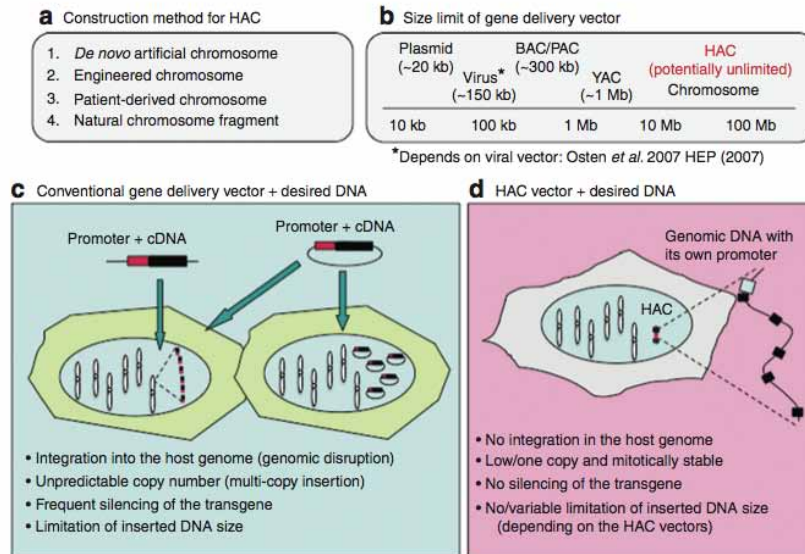 a Construction method for HAC
1. De novo artificial chromosome
2. Engineered chromosome
3. Patient-derived chromosome
4. Natural chromosome fragment
b Size limit of gene delivery vector
Plasmid
(~20 kb)
Virus*
(~150 kb)
BAC/PAC
(~300 kb)
YAC
(~1 Mb)
HAC
(potentially unlimited)
Chromosome
10 kb 100 kb 1 Mb 10 Mb 100 Mb
*Depends on viral vector: Osten et al. 2007 HEP (2007)
c Conventional gene delivery vector + desired DNA
Promoter + cDNA
Promoter + cDNA
• Integration into the host genome (genomic disruption)
• Unpredictable copy number (multi-copy insertion)
• Frequent silencing of the transgene
• Limitation of inserted DNA size
d HAC vector + desired DNA
Genomic DNA with
its own promoter
HAC
• No integration in the host genome
• Low/one copy and mitotically stable
• No silencing of the transgene
• No/variable limitation of inserted DNA size
(depending on the HAC vectors)